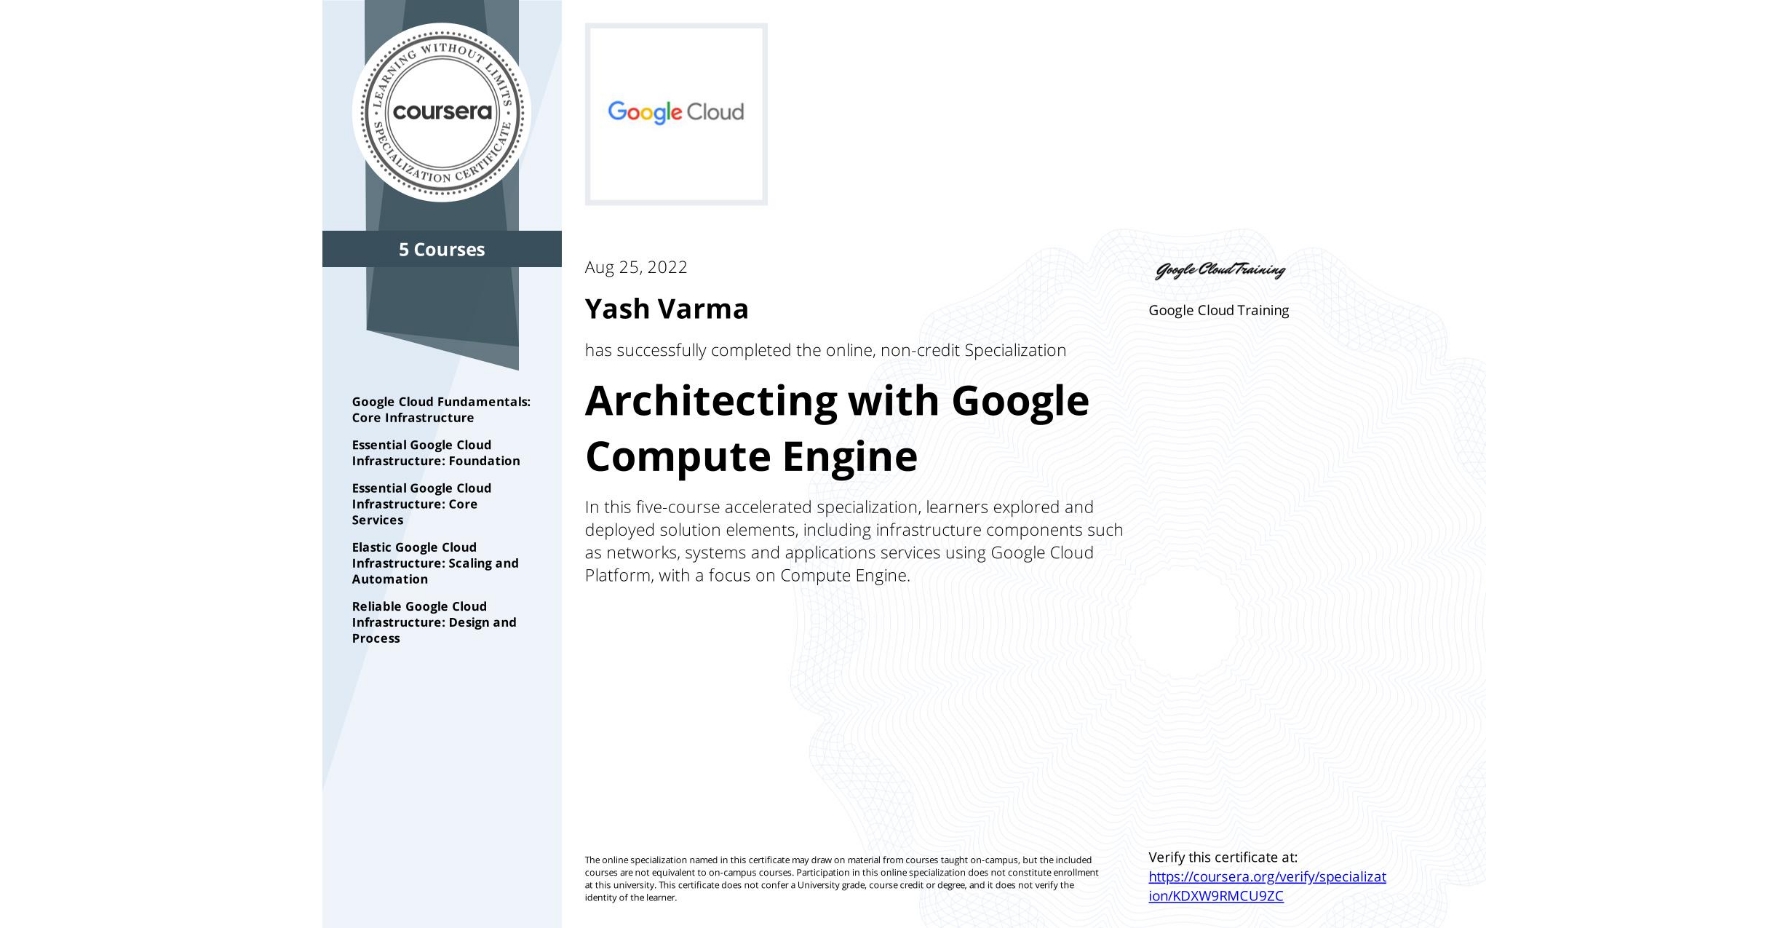 LEARNING WITHOUT LIMITS
coursera
SPECIALIZATION CERTIFICATE
5 Courses
Google Cloud Fundamentals:
Core Infrastructure
Essential Google Cloud
Infrastructure: Foundation
Essential Google Cloud
Infrastructure: Core
Services
Elastic Google Cloud
Infrastructure: Scaling and
Automation
Reliable Google Cloud
Infrastructure: Design and
Process
Google Cloud
Aug 25, 2022
Yash Varma
has successfully completed the online, non-credit Specialization
Architecting with Google
Compute Engine
In this five-course accelerated specialization, learners explored and
deployed solution elements, including infrastructure components such
as networks, systems and applications services using Google Cloud
Platform, with a focus on Compute Engine.
Google Cloud Training
Google Cloud Training
The online specialization named in this certificate may draw on material from courses taught on-campus, but the included
courses are not equivalent to on-campus courses. Participation in this online specialization does not constitute enrollment
at this university. This certificate does not confer a University grade, course credit or degree, and it does not verify the
identity of the learner.
Verify this certificate at:
https://coursera.org/verify/specializat
ion/KDXW9RMCU9ZC